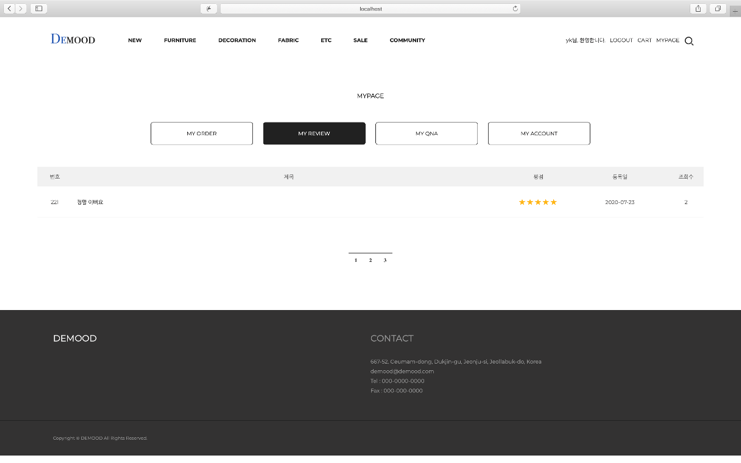 localhost
DEMOOD NEW FURNITURE DECORATION FABRIC ETC SALE COMMUNITY yk님, 환영합니다. LOGOUT CART MYPAGE
MYPAGE
MY ORDER MY REVIEW MY QNA MY ACCOUNT
번호 제목 평점 등록일 조회수
221 정말 이뻐요 ★★★★★ 2020-07-23 2
1 2 3
DEMOOD CONTACT
667-52, Geumam-dong, Dukjin-gu, Jeonju-si, Jeollabuk-do, Korea
demood@demood.com
Tel : 000-0000-0000
Fax : 000-000-0000
Copyright © DEMOOD All Rights Reserved.